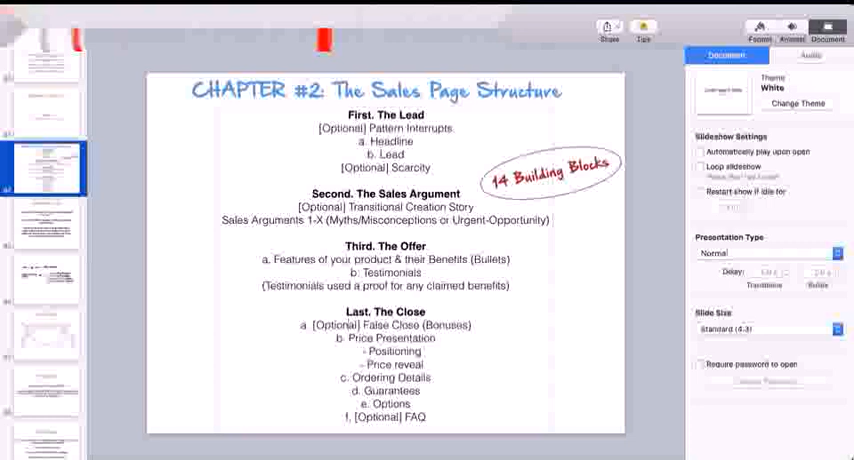 Share
Tips
Format
Animate
Document
CHAPTER #2: The Sales Page Structure
First. The Lead
[Optional] Pattern Interrupts
a. Headline
b. Lead
[Optional] Scarcity
14 Building Blocks
Second. The Sales Argument
[Optional] Transitional Creation Story
Sales Arguments 1-X (Myths/Misconceptions or Urgent-Opportunity)
Third. The Offer
a. Features of your product & their Benefits (Bullets)
b. Testimonials
(Testimonials used a proof for any claimed benefits)
Last. The Close
a. [Optional] False Close (Bonuses)
b. Price Presentation
- Positioning
- Price reveal
c. Ordering Details
d. Guarantees
e. Options
f. [Optional] FAQ
Document
Audio
Theme
White
Change Theme
Slideshow Settings
Automatically play upon open
Loop slideshow
Restart show if idle for
Presentation Type
Normal
Delay:
Transitions
Builds
Slide Size
Standard (4:3)
Require password to open